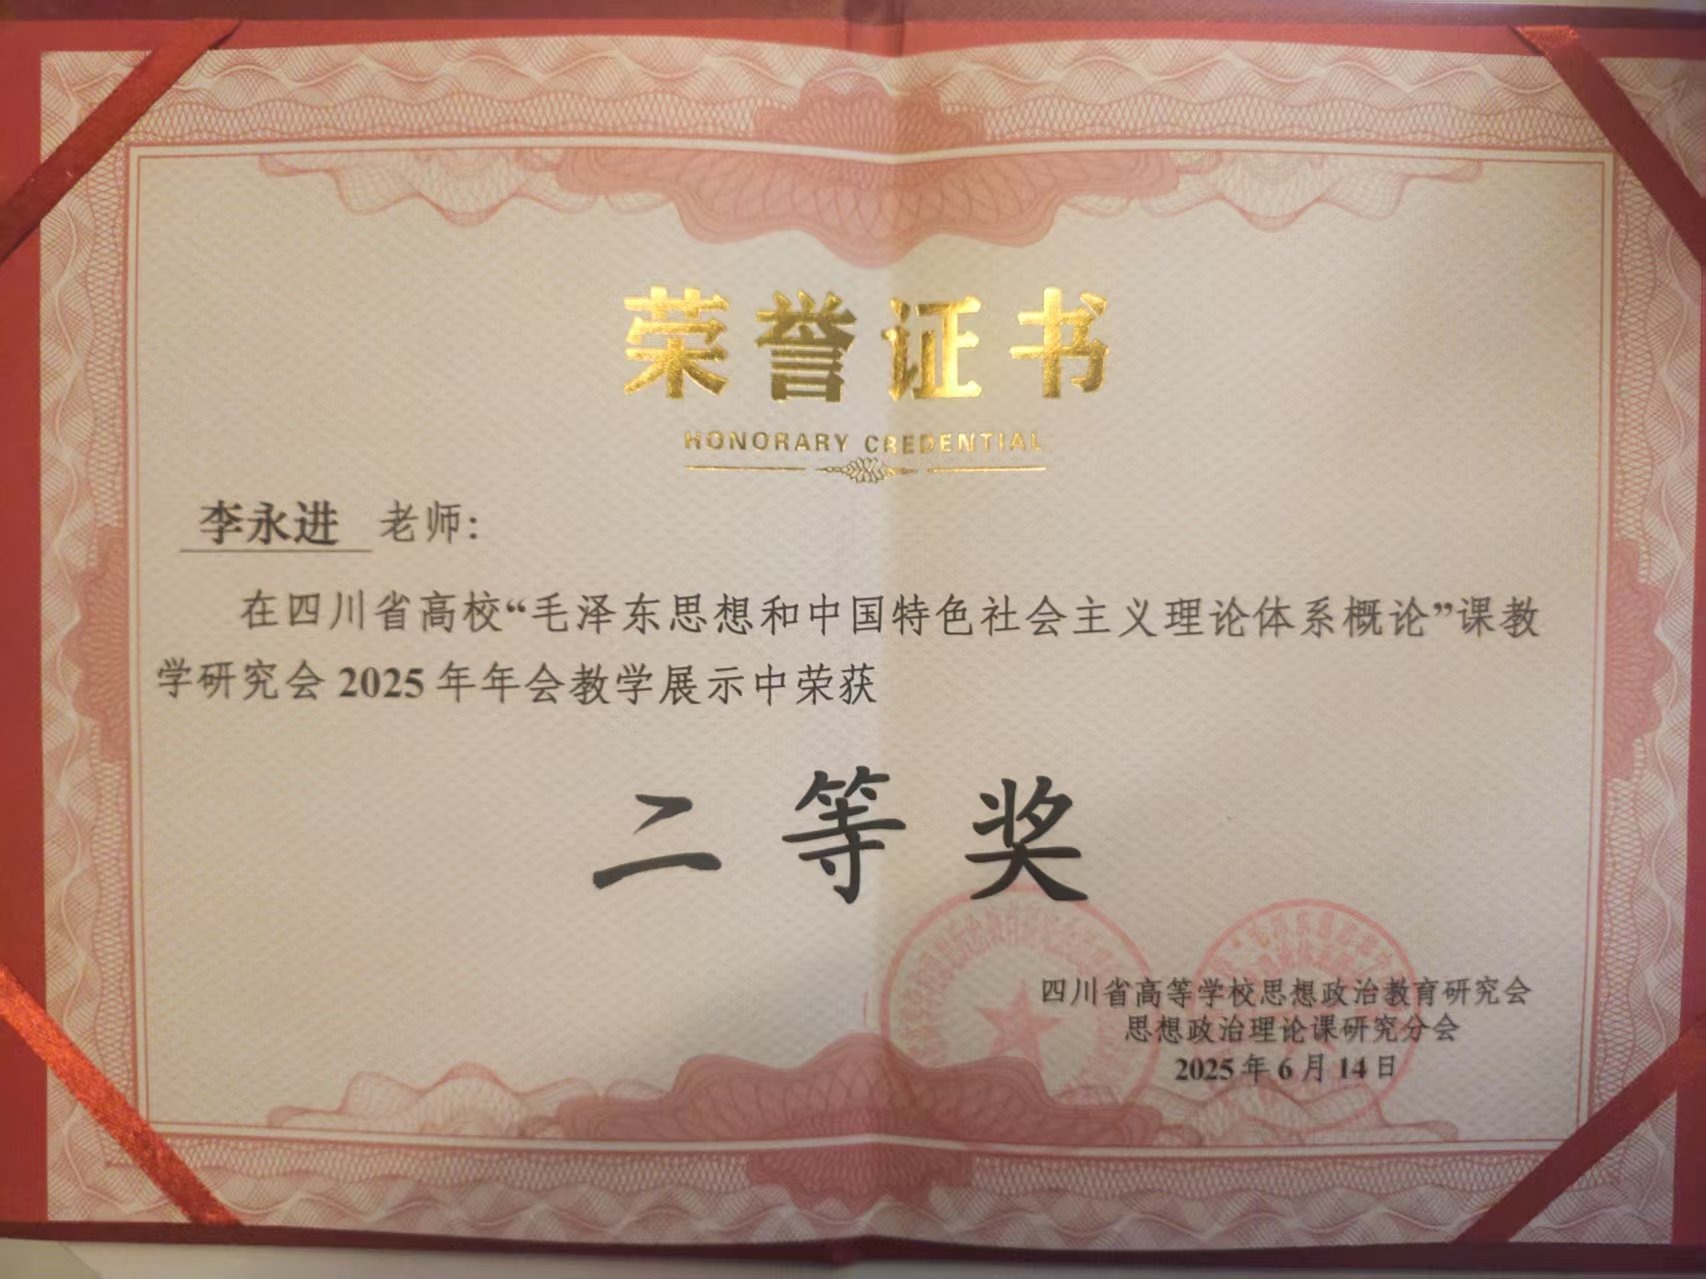 荣誉证书
HONORARY CREDENTIAL
李永进 老师：
在四川省高校“毛泽东思想和中国特色社会主义理论体系概论”课教
学研究会2025年年会教学展示中荣获
二等奖
四川省高等学校思想政治教育研究会
思想政治理论课研究分会
2025年6月14日